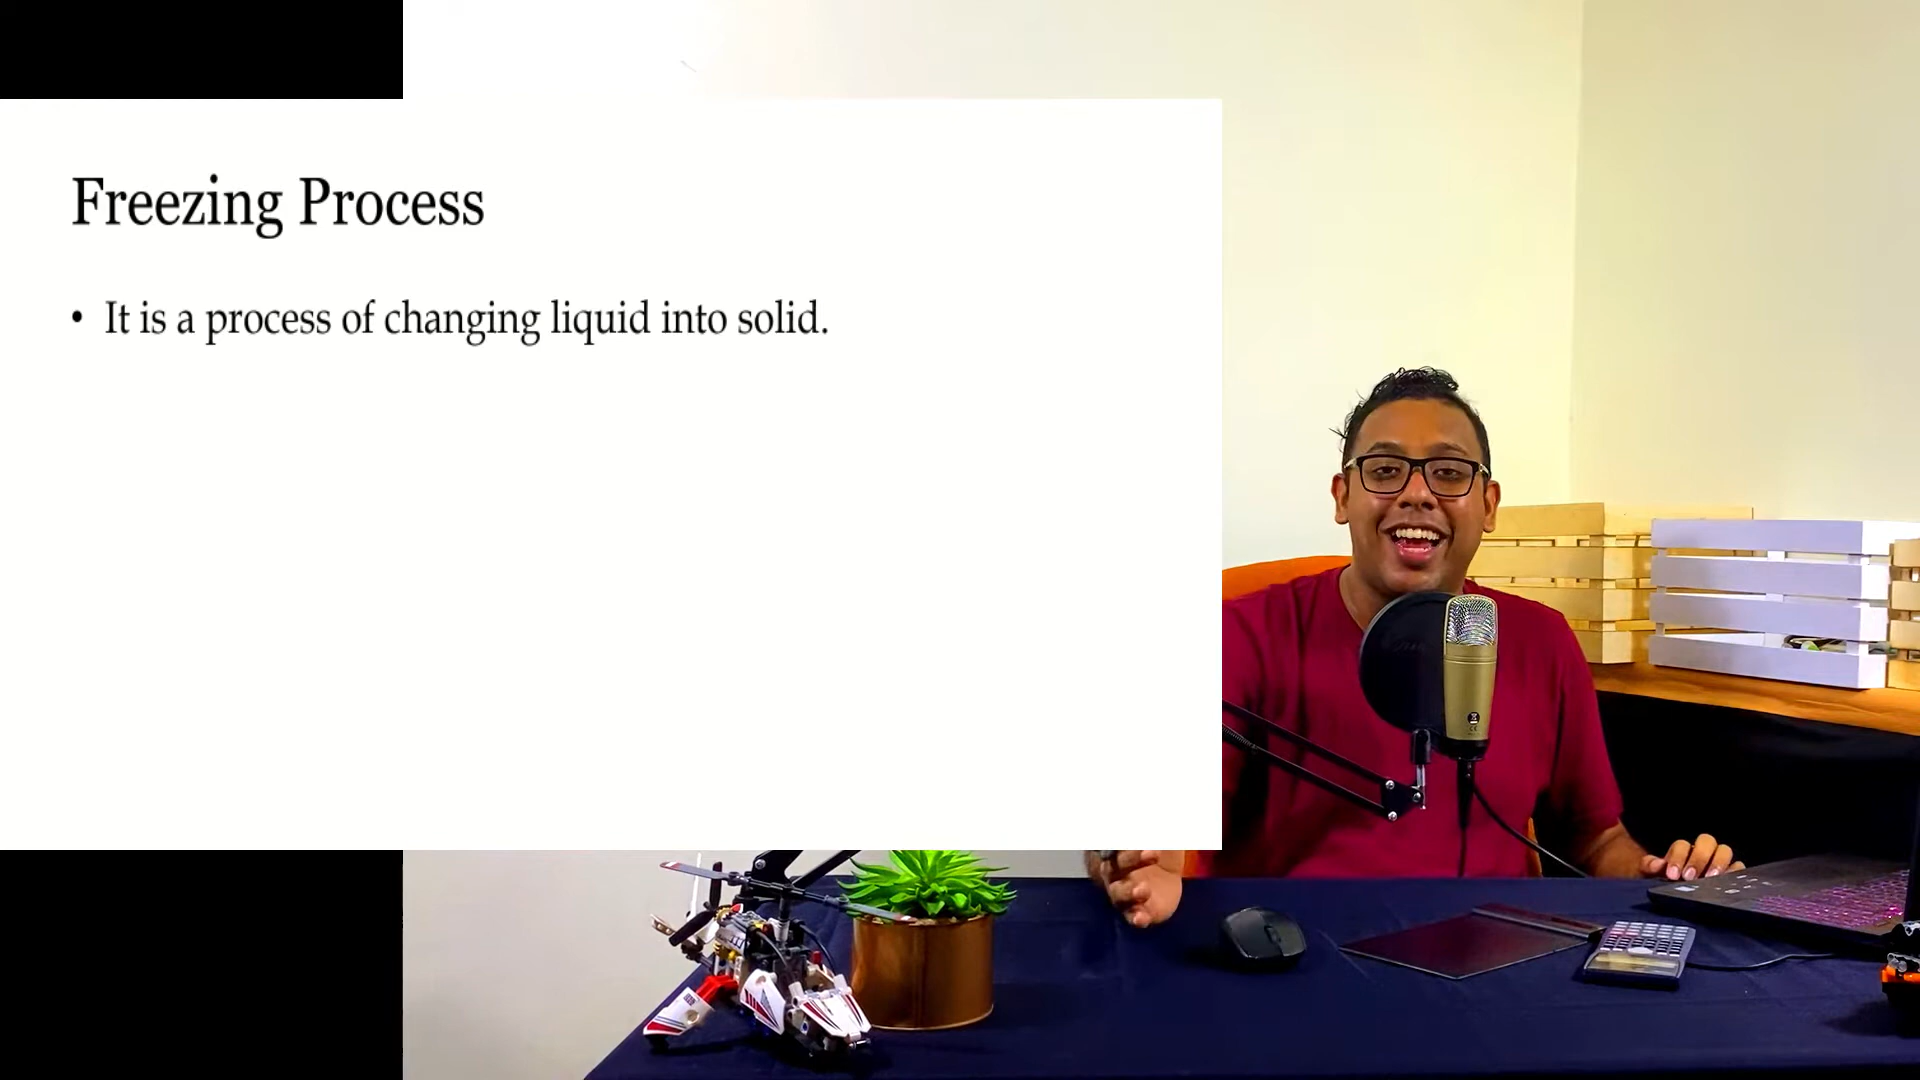 Freezing Process
• It is a process of changing liquid into solid.